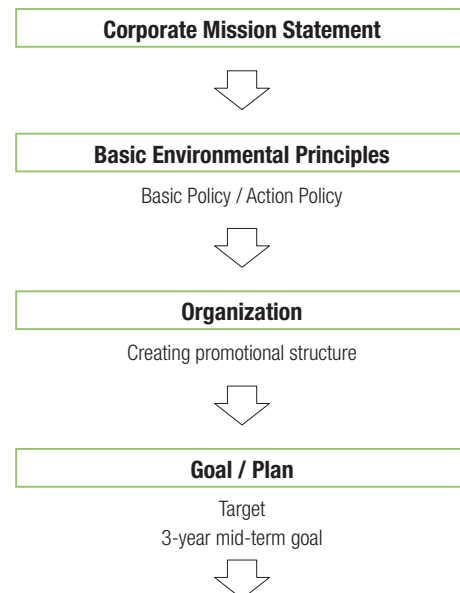 Corporate Mission Statement
Basic Environmental Principles
Basic Policy / Action Policy
Organization
Creating promotional structure
Goal / Plan
Target
3-year mid-term goal